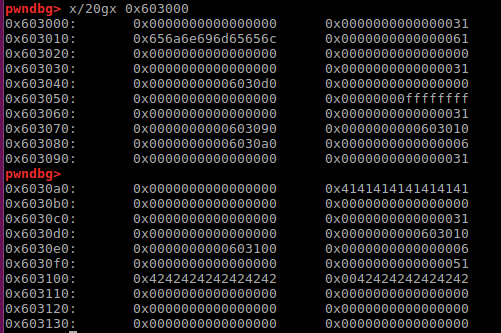 pwndbg> x/20gx 0x603000
0x603000: 0x0000000000000000 0x0000000000000031
0x603010: 0x656a6e696d65656c 0x0000000000000061
0x603020: 0x0000000000000000 0x0000000000000000
0x603030: 0x0000000000000000 0x0000000000000031
0x603040: 0x00000000006030d0 0x0000000000000000
0x603050: 0x0000000000000000 0x00000000ffffffff
0x603060: 0x0000000000000000 0x0000000000000031
0x603070: 0x0000000000603090 0x0000000000603010
0x603080: 0x00000000006030a0 0x0000000000000006
0x603090: 0x0000000000000000 0x0000000000000031
pwndbg>
0x6030a0: 0x0000000000000000 0x4141414141414141
0x6030b0: 0x0000000000000000 0x0000000000000000
0x6030c0: 0x0000000000000000 0x0000000000000031
0x6030d0: 0x0000000000000000 0x0000000000603010
0x6030e0: 0x0000000000603100 0x0000000000000006
0x6030f0: 0x0000000000000000 0x0000000000000051
0x603100: 0x4242424242424242 0x0042424242424242
0x603110: 0x0000000000000000 0x0000000000000000
0x603120: 0x0000000000000000 0x0000000000000000
0x603130: 0x0000000000000000 0x0000000000000000